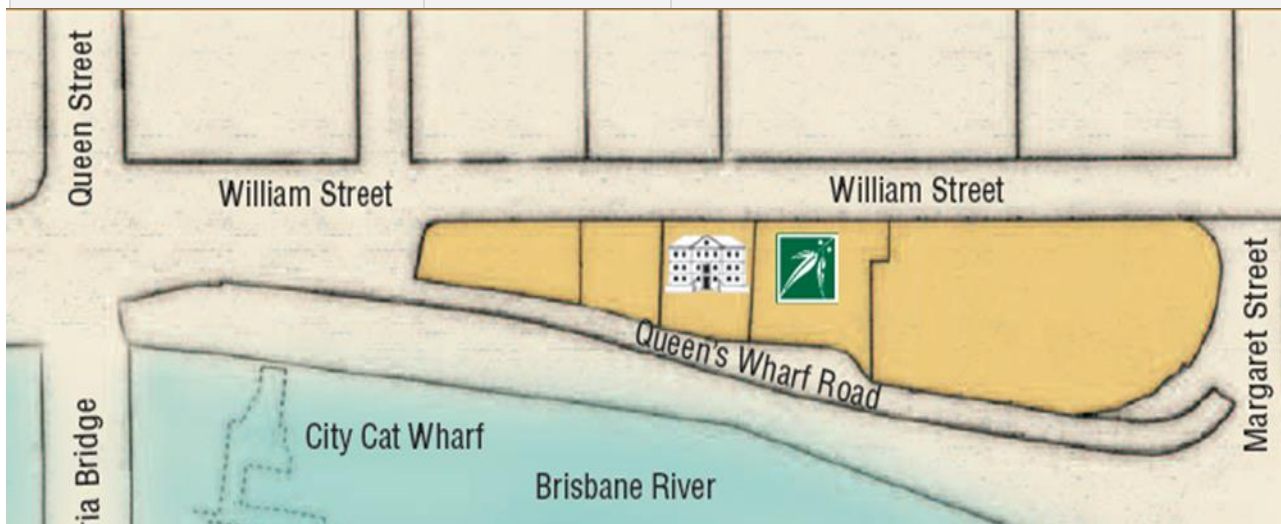 Queen Street
William Street
William Street
Queen's Wharf Road
Margaret Street
City Cat Wharf
ria Bridge
Brisbane River